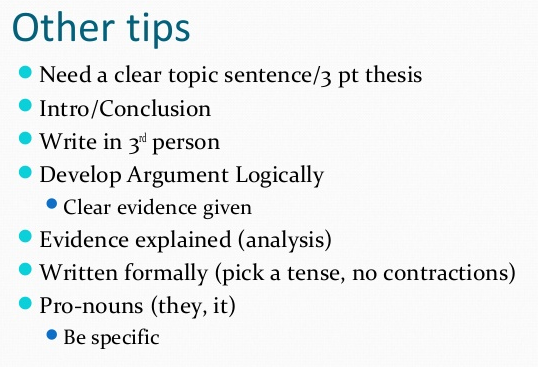 Other tips
Need a clear topic sentence/3 pt thesis
Intro/Conclusion
Write in 3rd person
Develop Argument Logically
Clear evidence given
Evidence explained (analysis)
Written formally (pick a tense, no contractions)
Pro-nouns (they, it)
Be specific